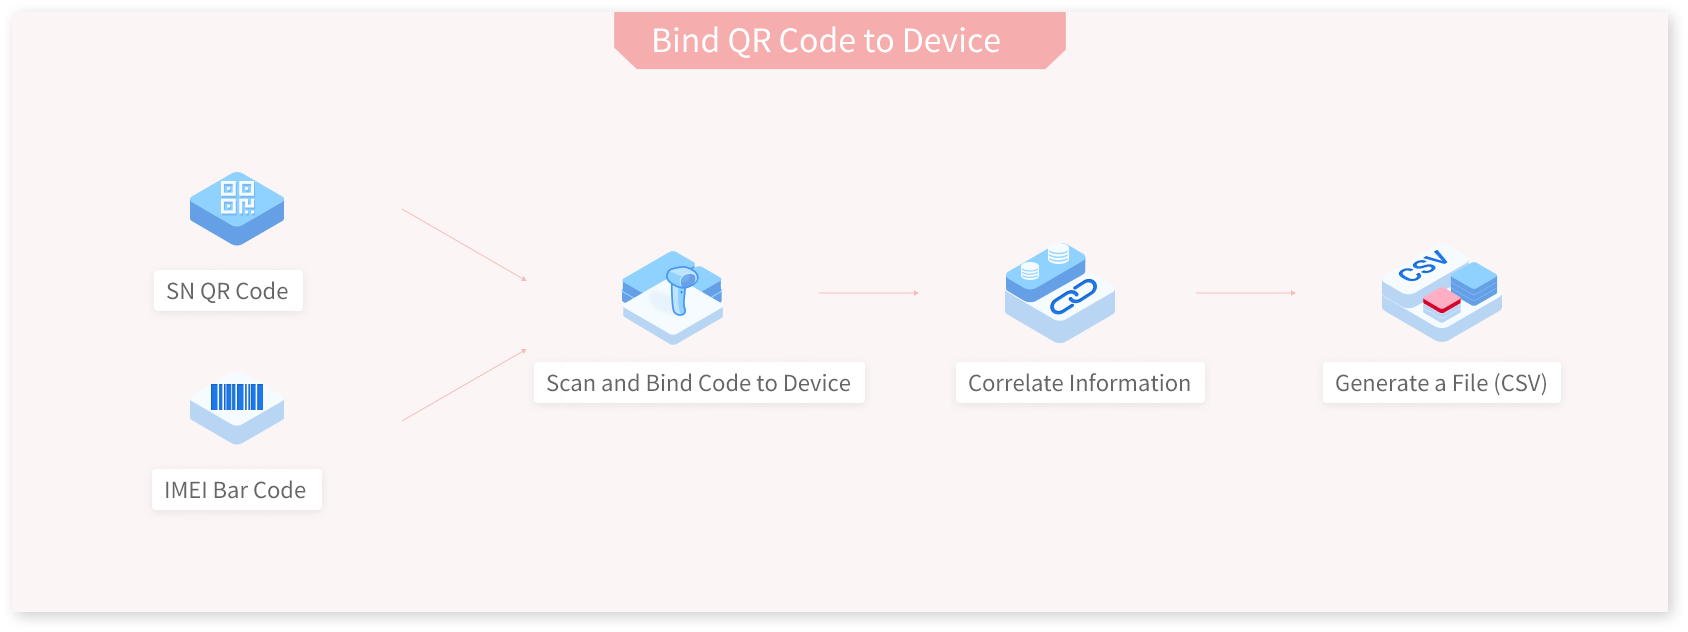 Bind QR Code to Device
SN QR Code
IMEI Bar Code
Scan and Bind Code to Device
Correlate Information
CSV
Generate a File (CSV)